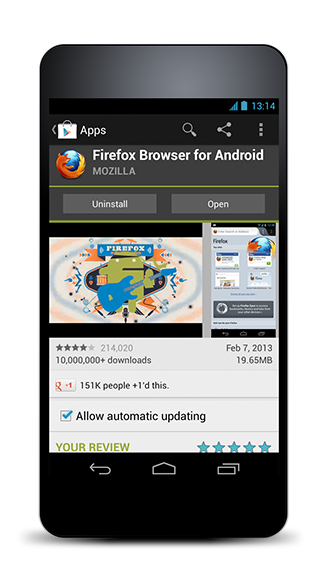 13:14
Apps
Firefox Browser for Android
MOZILLA
Uninstall
Open
FIREFOX
Firefox
214,020
Feb 7, 2013
10,000,000+ downloads
19.65MB
+1
151K people +1'd this.
Allow automatic updating
YOUR REVIEW